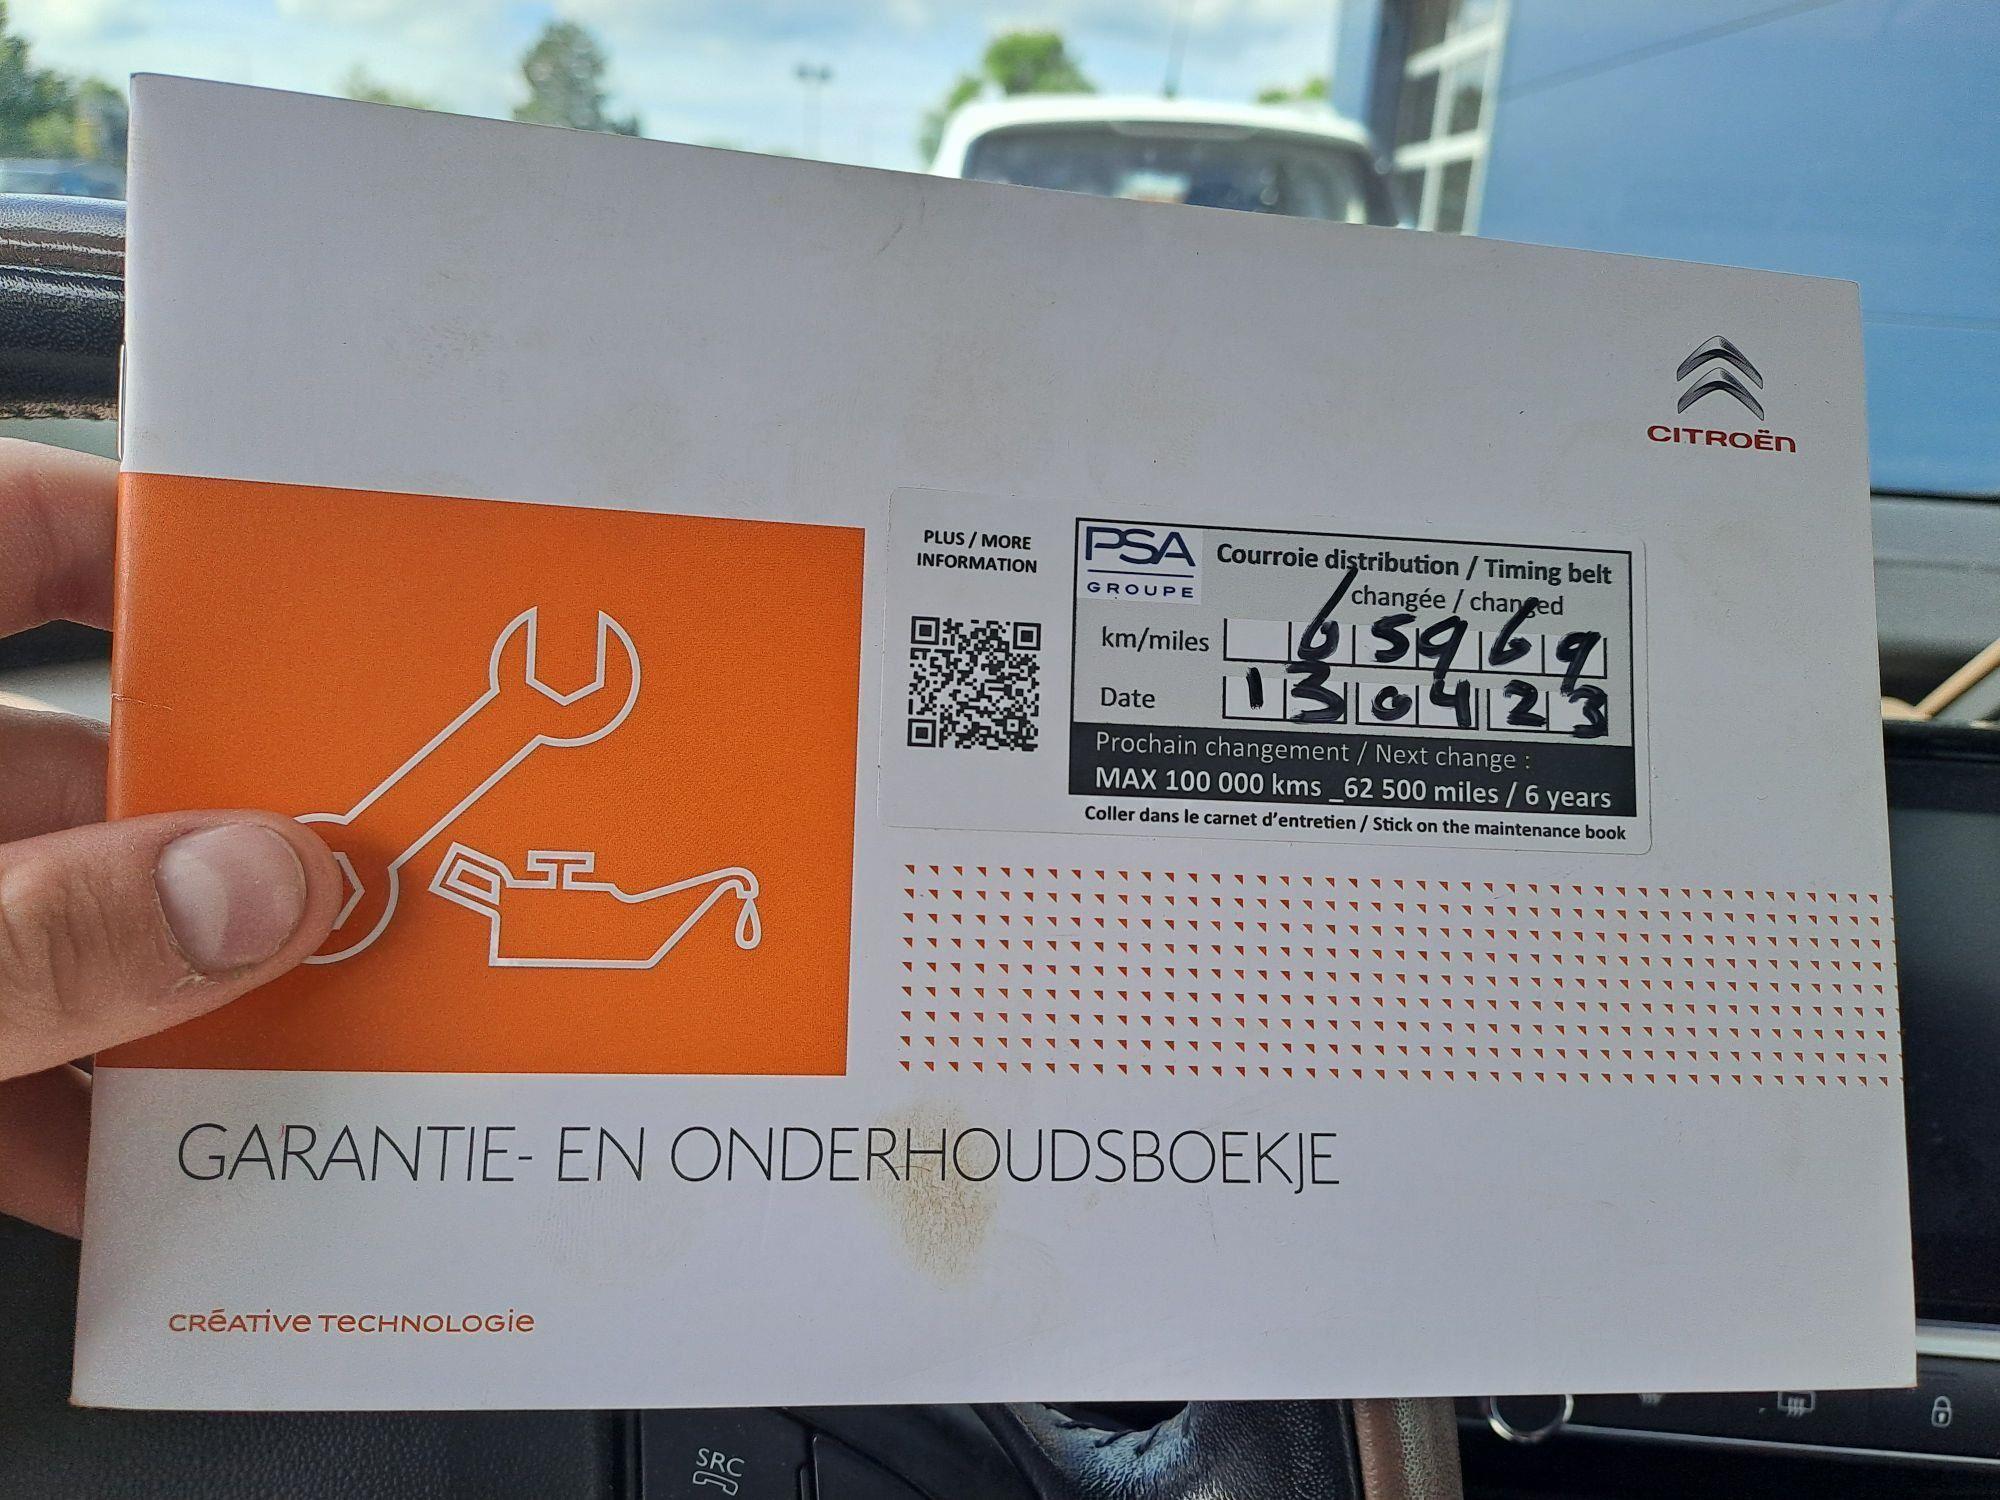 CITROËN
PLUS / MORE
INFORMATION
PSA
GROUPE
Courroie distribution / Timing belt
changée / changed
km/miles 65969
Date 130423
Prochain changement / Next change :
MAX 100 000 kms _62 500 miles / 6 years
Coller dans le carnet d'entretien / Stick on the maintenance book
GARANTIE- EN ONDERHOUDSBOEKJE
CRÉATIVE TECHNOLOGIE
SRC